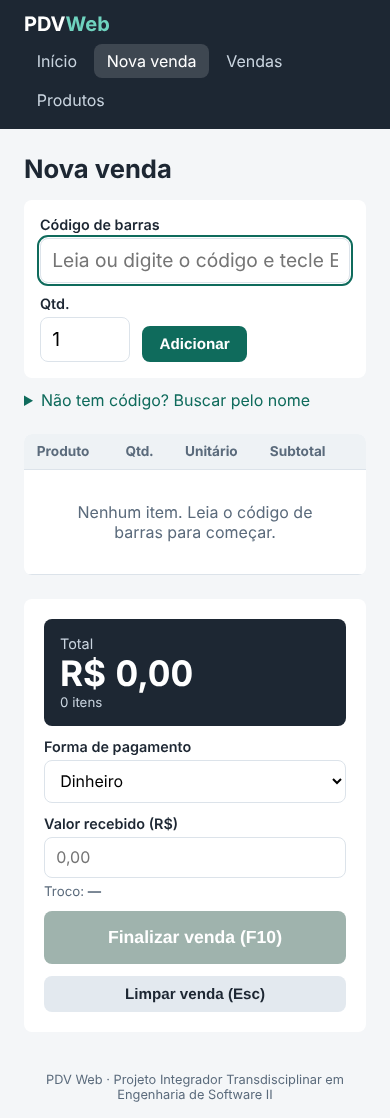 PDVWeb
Início Nova venda Vendas
Produtos
Nova venda
Código de barras
Leia ou digite o código e tecle E
Qtd.
1 Adicionar
Não tem código? Buscar pelo nome
Produto Qtd. Unitário Subtotal
Nenhum item. Leia o código de
barras para começar.
Total
R$ 0,00
0 itens
Forma de pagamento
Dinheiro
Valor recebido (R$)
0,00
Troco: —
Finalizar venda (F10)
Limpar venda (Esc)
PDV Web · Projeto Integrador Transdisciplinar em
Engenharia de Software II